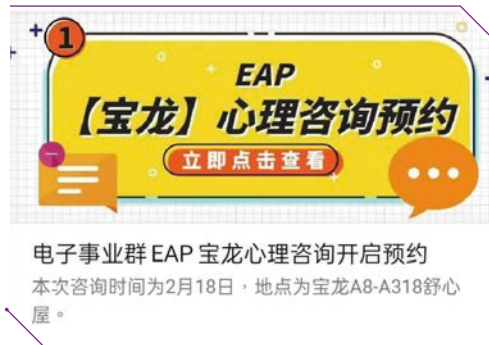 1
EAP
【宝龙】心理咨询预约
立即点击查看
电子事业群 EAP 宝龙心理咨询开启预约
本次咨询时间为2月18日，地点为宝龙A8-A318舒心
屋。